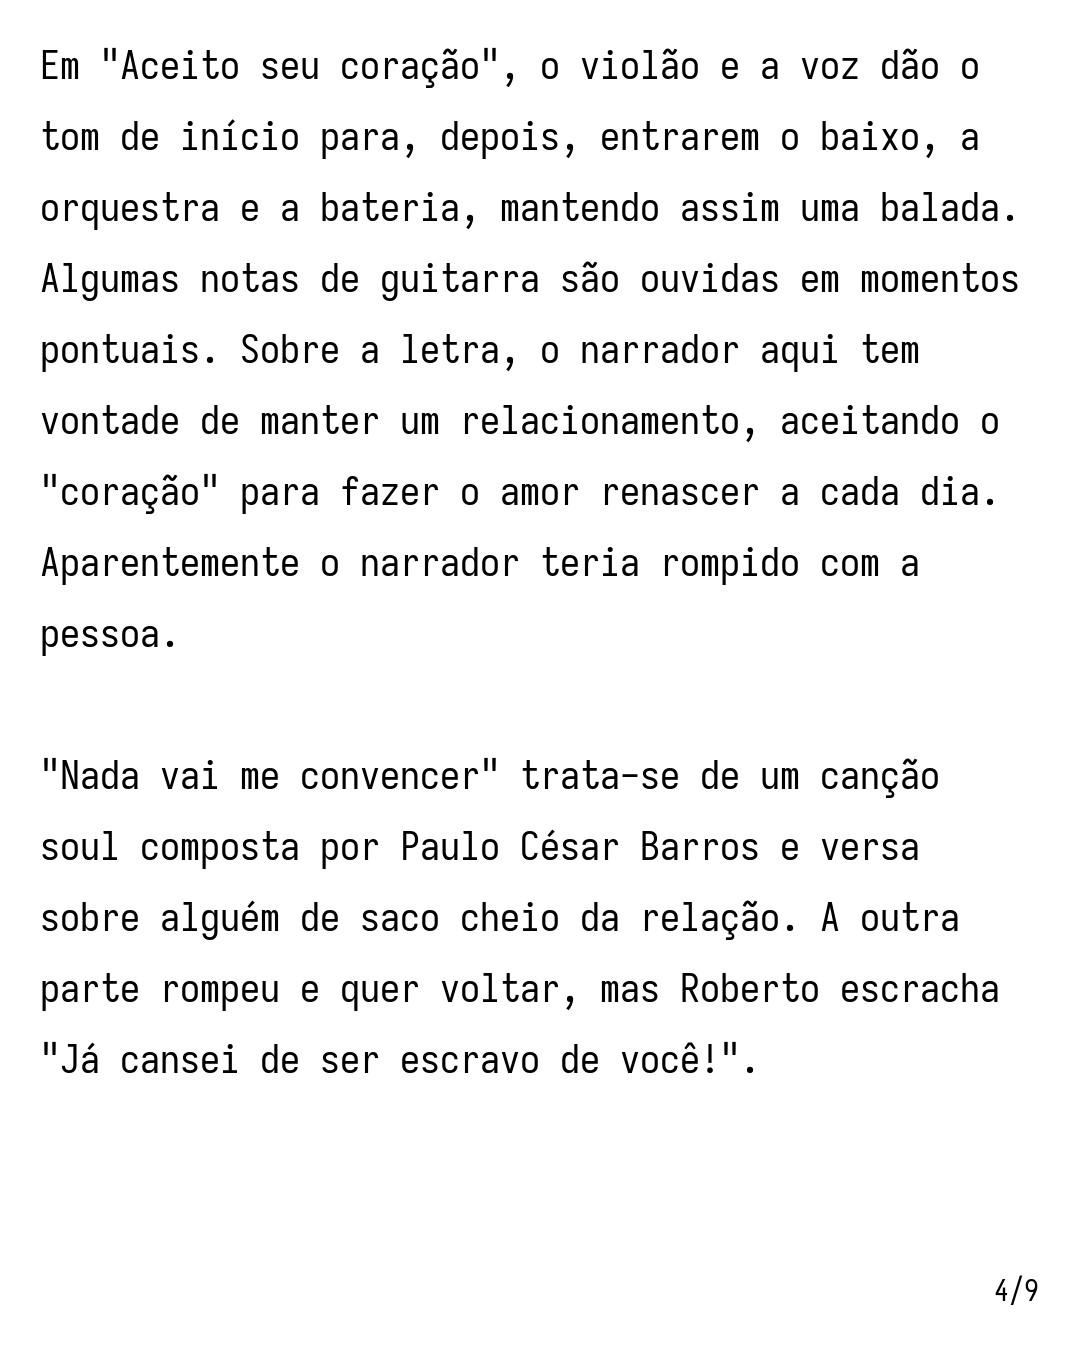 Em "Aceito seu coração", o violão e a voz dão o
tom de início para, depois, entrarem o baixo, a
orquestra e a bateria, mantendo assim uma balada.
Algumas notas de guitarra são ouvidas em momentos
pontuais. Sobre a letra, o narrador aqui tem
vontade de manter um relacionamento, aceitando o
"coração" para fazer o amor renascer a cada dia.
Aparentemente o narrador teria rompido com a
pessoa.

"Nada vai me convencer" trata-se de um canção
soul composta por Paulo César Barros e versa
sobre alguém de saco cheio da relação. A outra
parte rompeu e quer voltar, mas Roberto escracha
"Já cansei de ser escravo de você!".

4/9